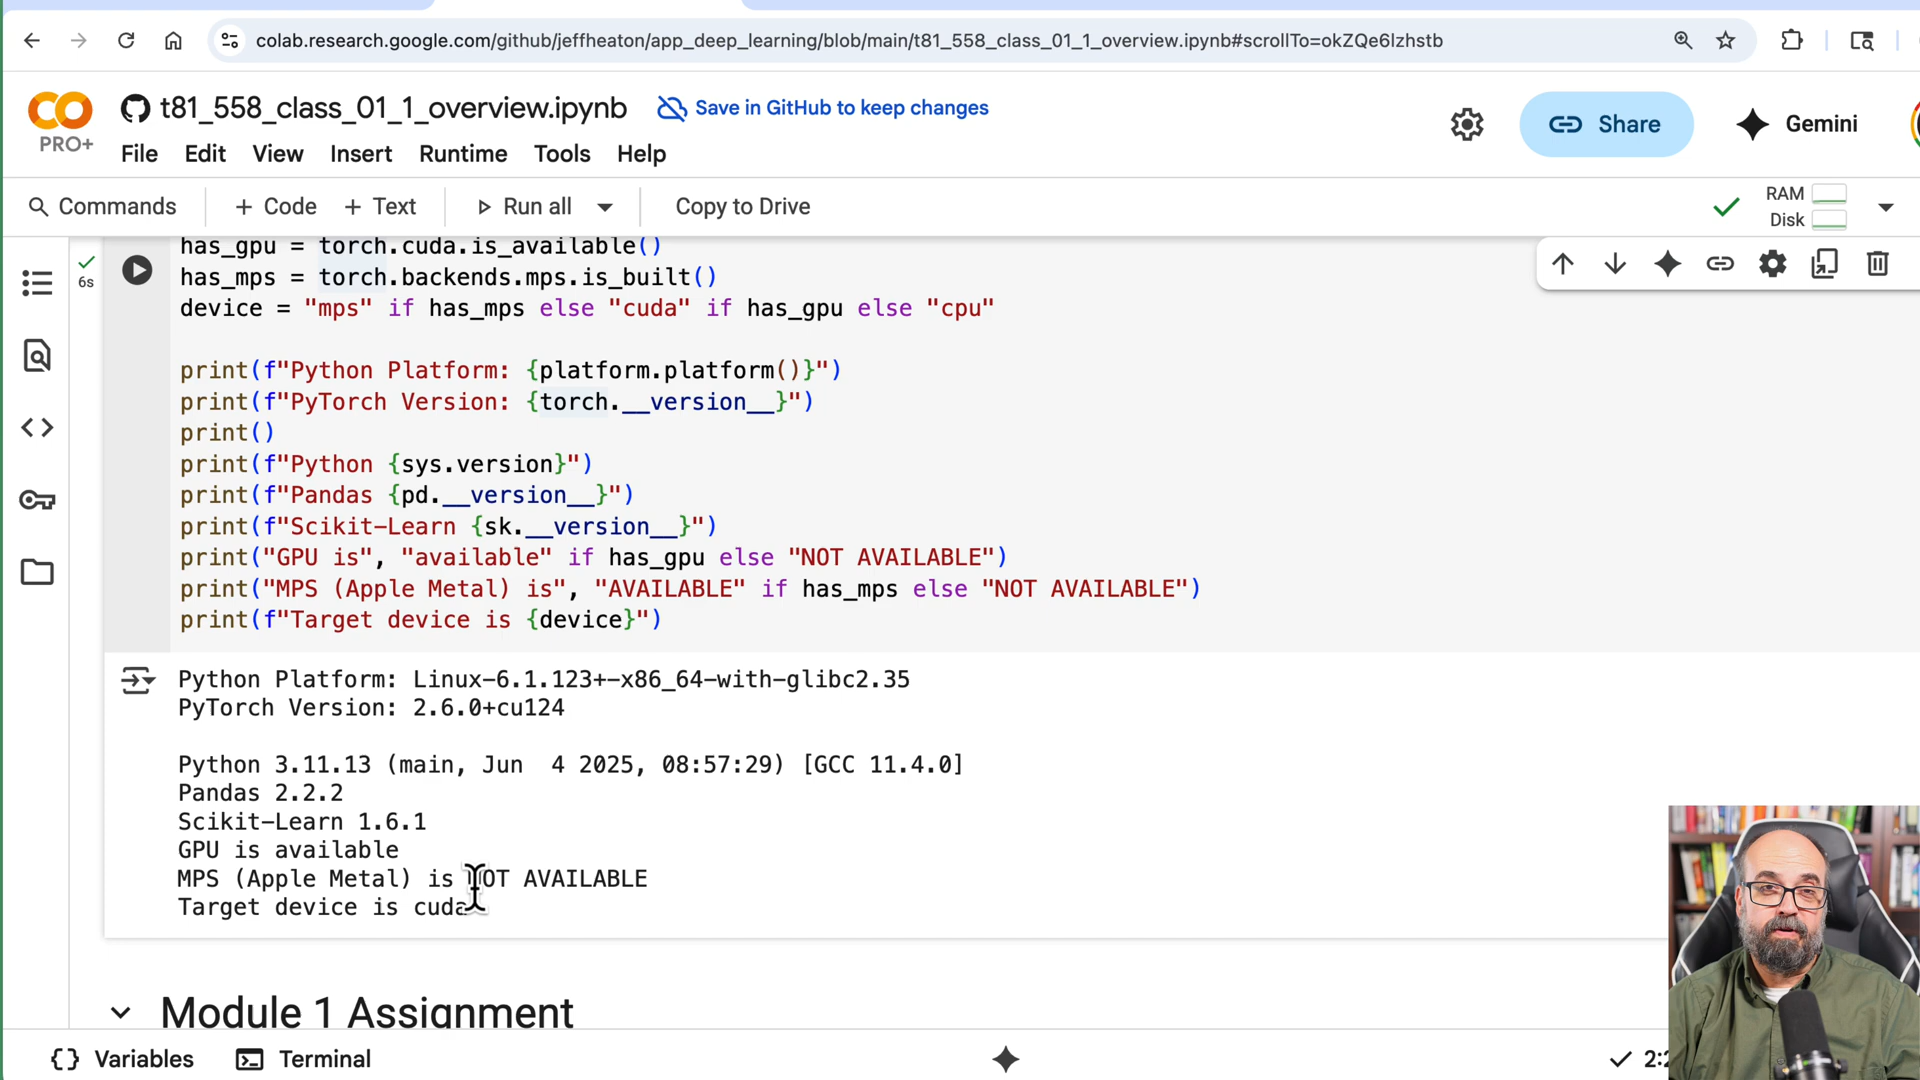 colab.research.google.com/github/jeffheaton/app_deep_learning/blob/main/t81_558_class_01_1_overview.ipynb#scrollTo=okZQe6lzhstb
CO
PRO+
t81_558_class_01_1_overview.ipynb
Save in GitHub to keep changes
Share
Gemini
File Edit View Insert Runtime Tools Help
Commands
+ Code
+ Text
Run all
Copy to Drive
RAM
Disk
6s
has_gpu = torch.cuda.is_available()
has_mps = torch.backends.mps.is_built()
device = "mps" if has_mps else "cuda" if has_gpu else "cpu"
print(f"Python Platform: {platform.platform()}")
print(f"PyTorch Version: {torch.__version__}")
print()
print(f"Python {sys.version}")
print(f"Pandas {pd.__version__}")
print(f"Scikit-Learn {sk.__version__}")
print("GPU is", "available" if has_gpu else "NOT AVAILABLE")
print("MPS (Apple Metal) is", "AVAILABLE" if has_mps else "NOT AVAILABLE")
print(f"Target device is {device}")
Python Platform: Linux-6.1.123+-x86_64-with-glibc2.35
PyTorch Version: 2.6.0+cu124
Python 3.11.13 (main, Jun  4 2025, 08:57:29) [GCC 11.4.0]
Pandas 2.2.2
Scikit-Learn 1.6.1
GPU is available
MPS (Apple Metal) is NOT AVAILABLE
Target device is cuda
Module 1 Assignment
{} Variables
Terminal